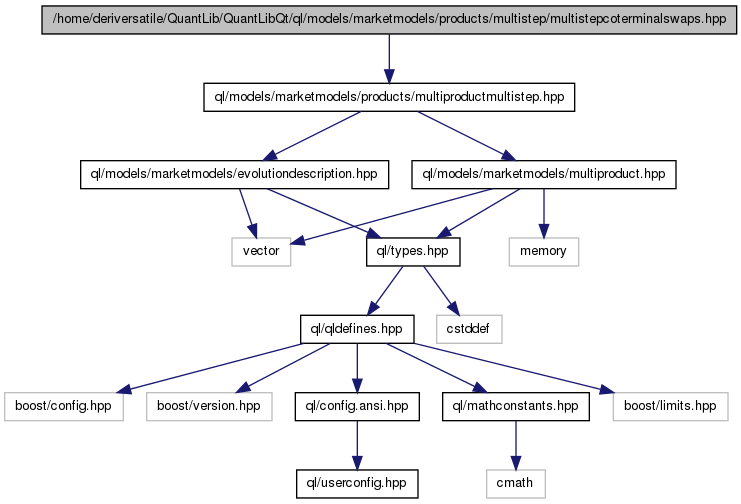 /home/deriversatile/QuantLib/QuantLibQt/ql/models/marketmodels/products/multistep/multistepcoterminalswaps.hpp
ql/models/marketmodels/products/multiproductmultistep.hpp
ql/models/marketmodels/evolutiondescription.hpp
ql/models/marketmodels/multiproduct.hpp
vector
ql/types.hpp
memory
ql/qldefines.hpp
cstddef
boost/config.hpp
boost/version.hpp
ql/config.ansi.hpp
ql/mathconstants.hpp
boost/limits.hpp
ql/userconfig.hpp
cmath